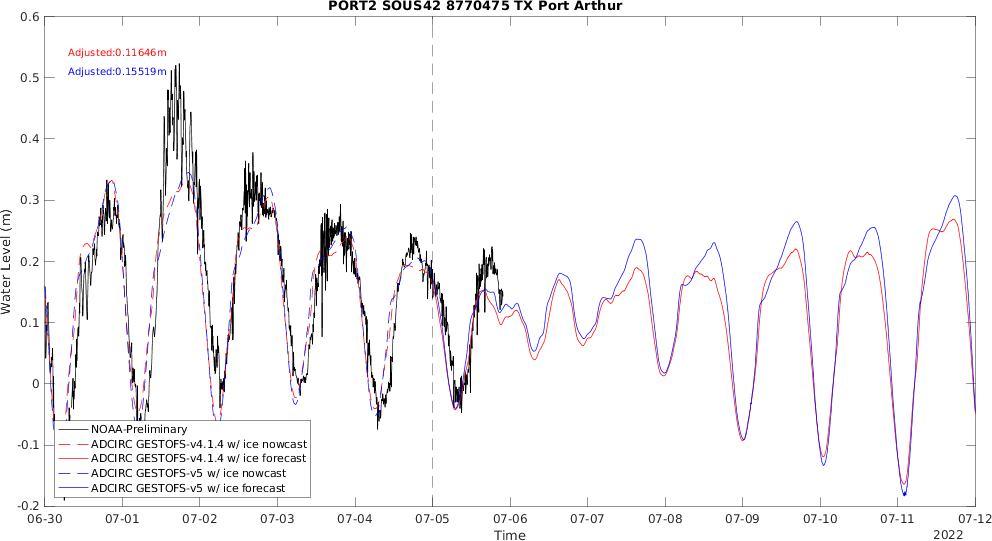 PORT2 SOUS42 8770475 TX Port Arthur
Adjusted:0.11646m
Adjusted:0.15519m
Water Level (m)
0.6
0.5
0.4
0.3
0.2
0.1
0
-0.1
-0.2
NOAA-Preliminary
ADCIRC GESTOFS-v4.1.4 w/ ice nowcast
ADCIRC GESTOFS-v4.1.4 w/ ice forecast
ADCIRC GESTOFS-v5 w/ ice nowcast
ADCIRC GESTOFS-v5 w/ ice forecast
06-30 07-01 07-02 07-03 07-04 07-05 07-06 07-07 07-08 07-09 07-10 07-11 07-12
Time
2022